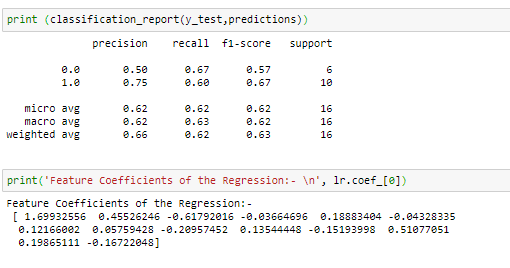 print (classification_report(y_test,predictions))
precision recall f1-score support
0.0 0.50 0.67 0.57 6
1.0 0.75 0.60 0.67 10
micro avg 0.62 0.62 0.62 16
macro avg 0.62 0.63 0.62 16
weighted avg 0.66 0.62 0.63 16
print('Feature Coefficients of the Regression:- \n', lr.coef_[0])
Feature Coefficients of the Regression:-
[ 1.69932556 0.45526246 -0.61792016 -0.03664696 0.18883404 -0.04328335
0.12166002 0.05759428 -0.20957452 0.13544448 -0.15193998 0.51077051
0.19865111 -0.16722048]